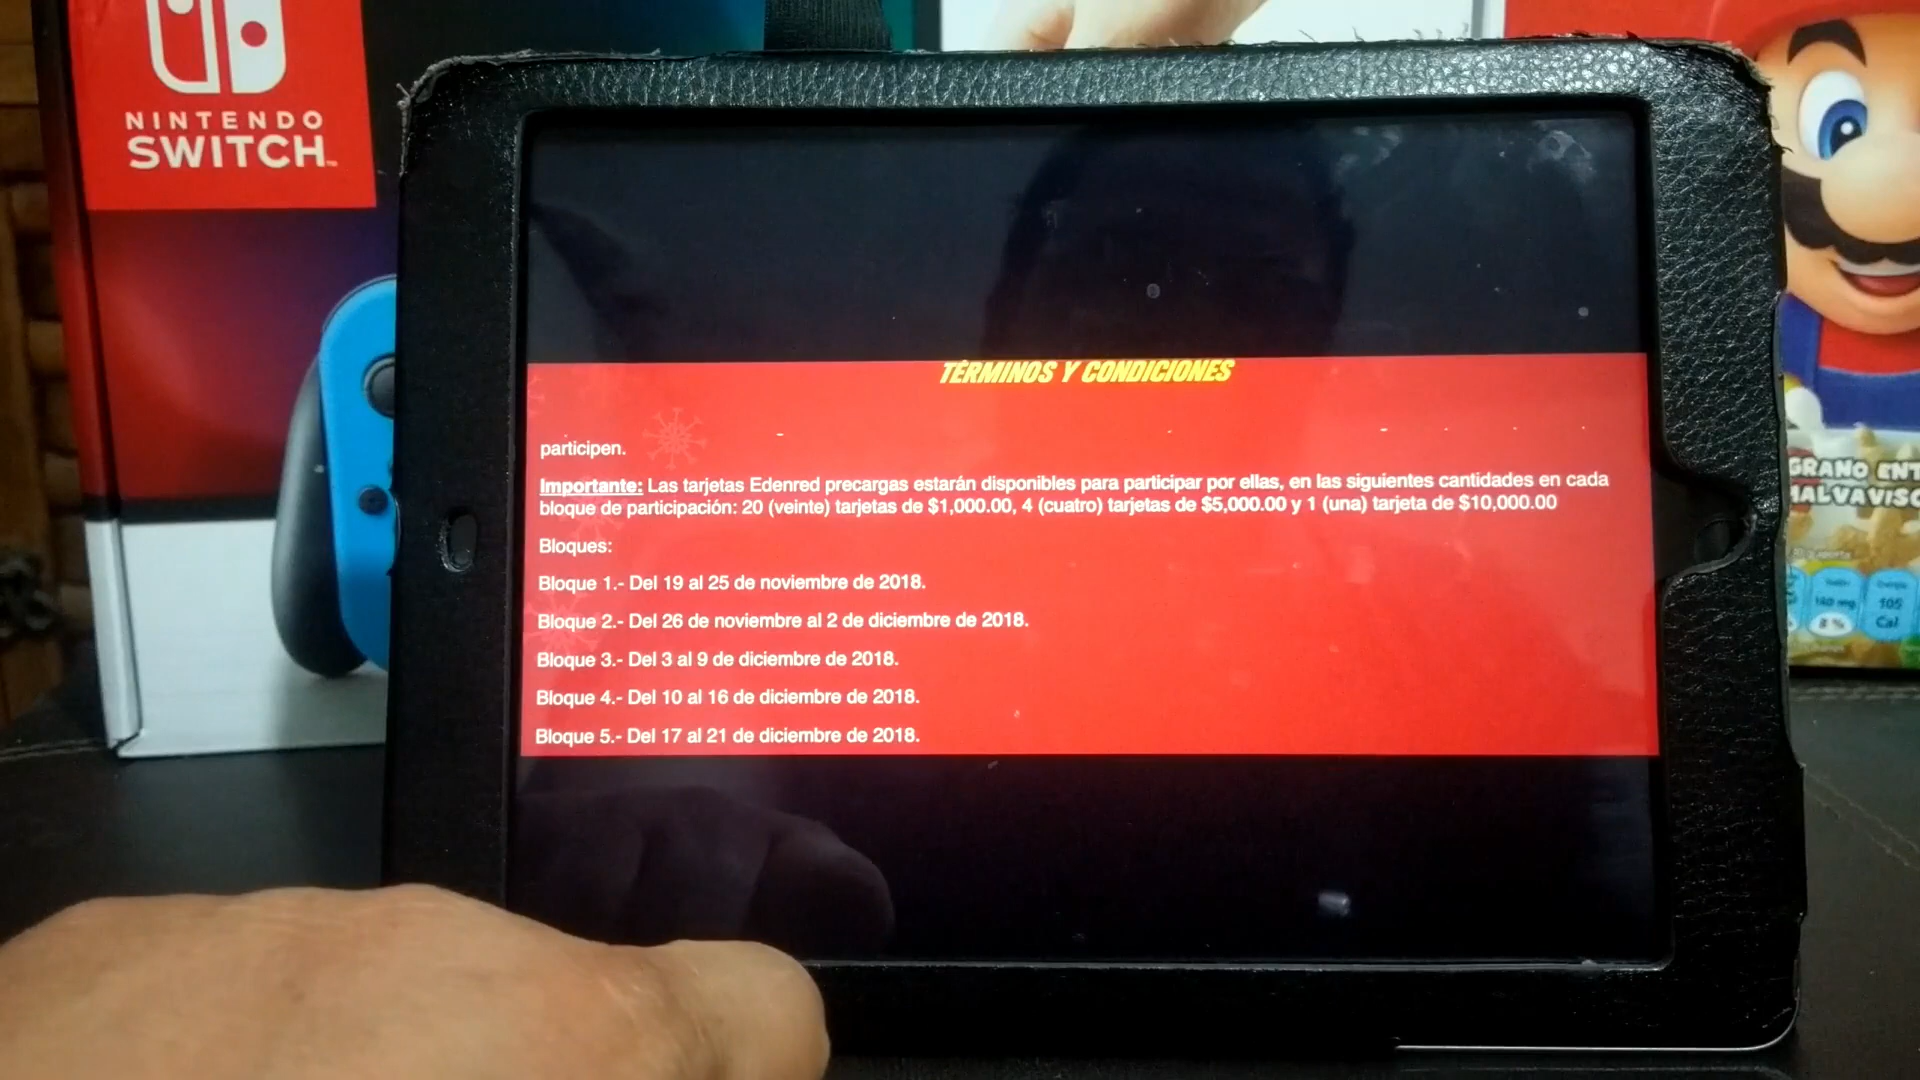 NINTENDO
SWITCH
TÉRMINOS Y CONDICIONES
participen.
Importante: Las tarjetas Edenred precargas estarán disponibles para participar por ellas, en las siguientes cantidades en cada
bloque de participación: 20 (veinte) tarjetas de $1,000.00, 4 (cuatro) tarjetas de $5,000.00 y 1 (una) tarjeta de $10,000.00
Bloques:
Bloque 1.- Del 19 al 25 de noviembre de 2018.
Bloque 2.- Del 26 de noviembre al 2 de diciembre de 2018.
Bloque 3.- Del 3 al 9 de diciembre de 2018.
Bloque 4.- Del 10 al 16 de diciembre de 2018.
Bloque 5.- Del 17 al 21 de diciembre de 2018.
GRANO ENT
MALVAVISC
Energía
140 mg
105
Cal
8 %